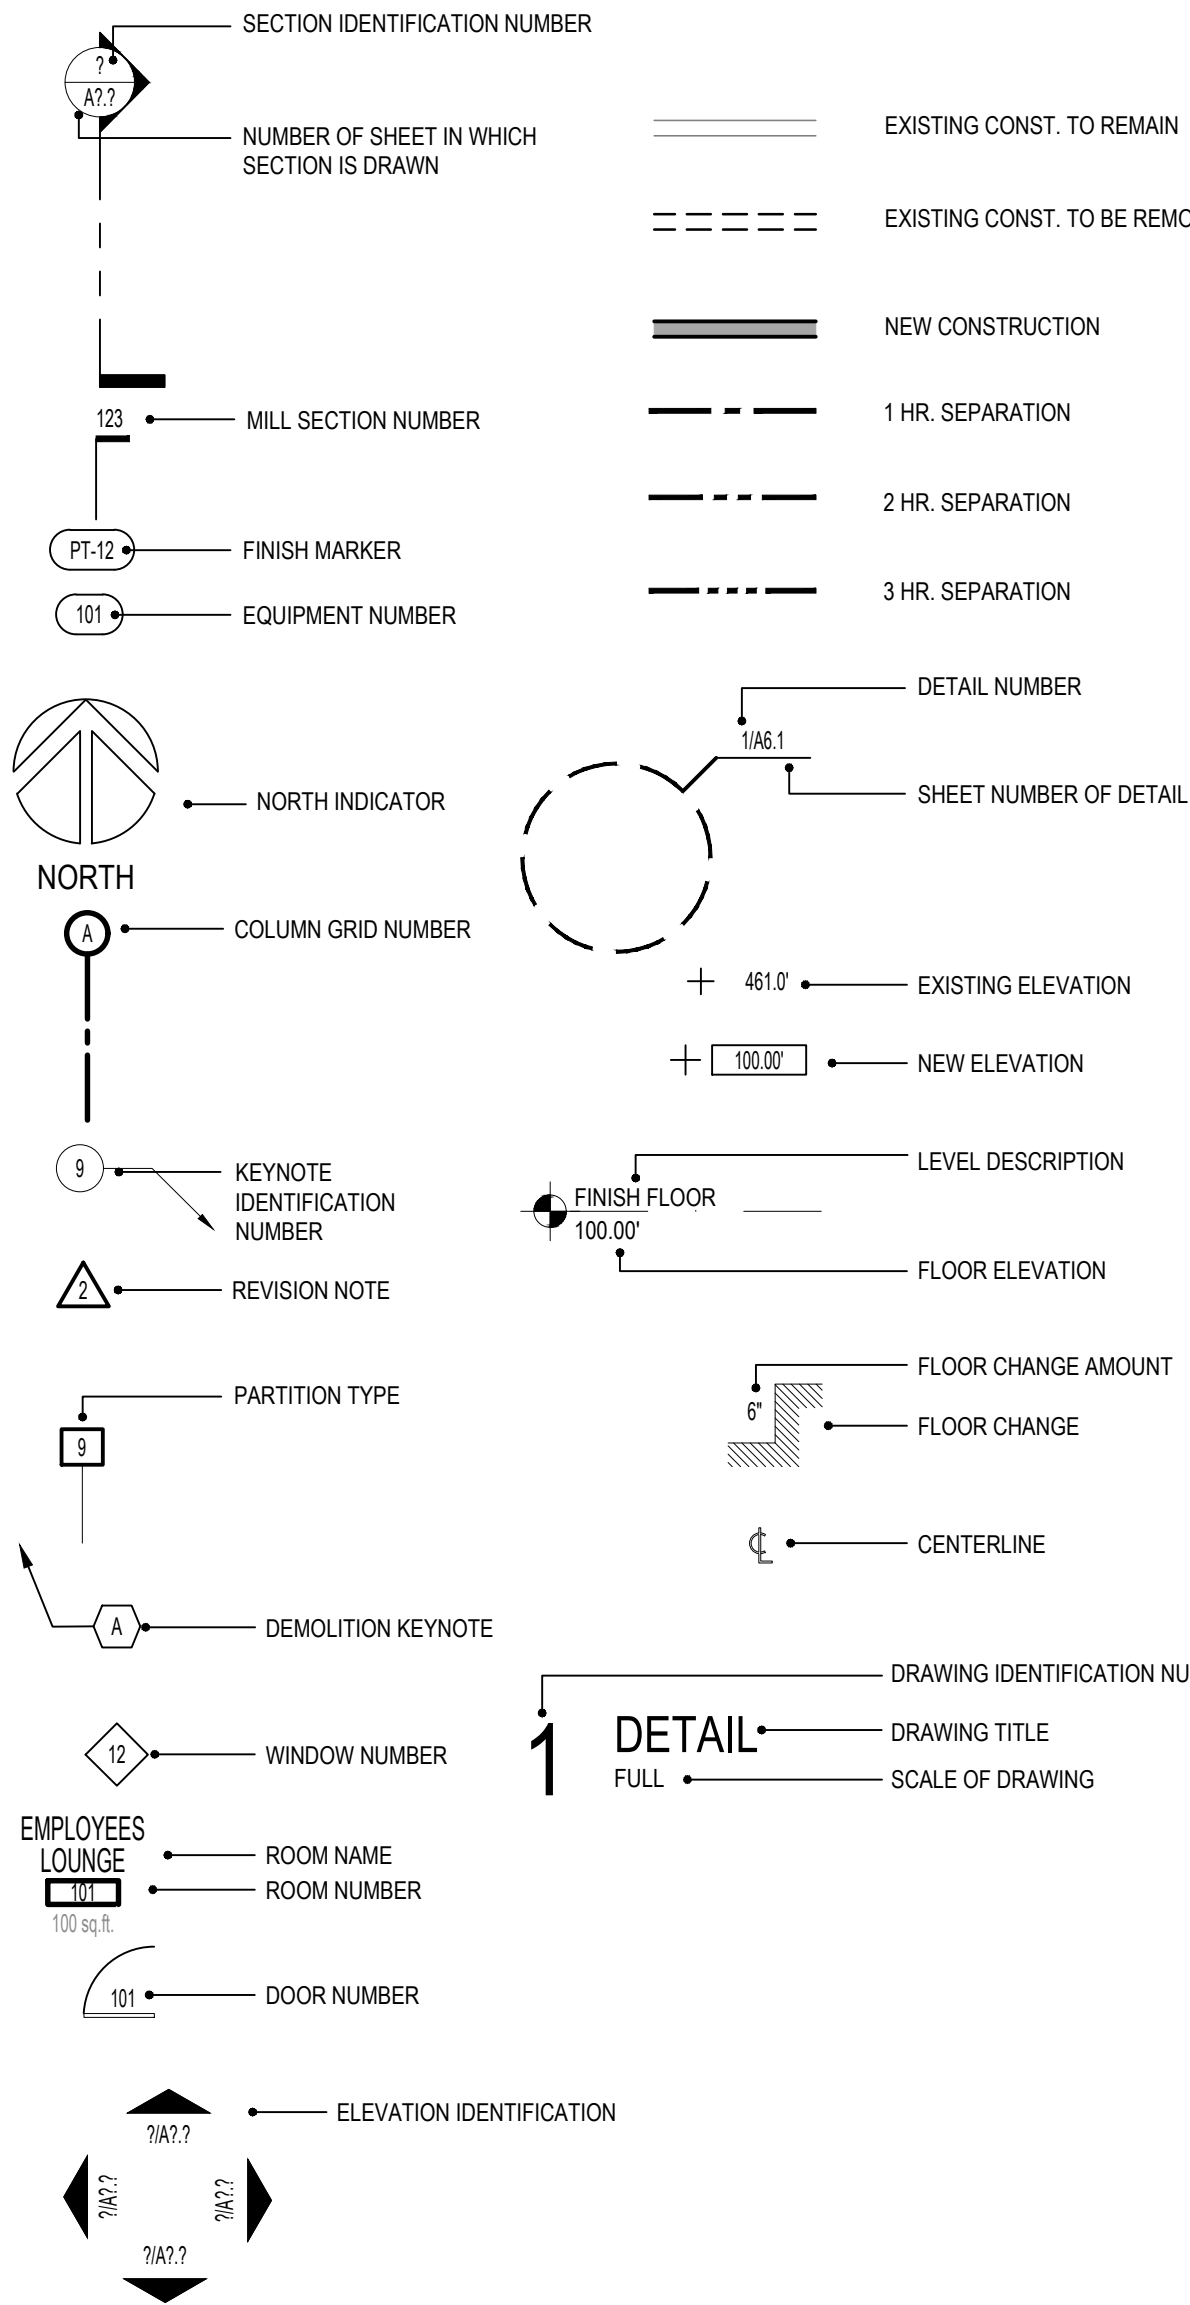 SECTION IDENTIFICATION NUMBER
?
A?.?
NUMBER OF SHEET IN WHICH
SECTION IS DRAWN
123
MILL SECTION NUMBER
PT-12
FINISH MARKER
101
EQUIPMENT NUMBER
NORTH INDICATOR
NORTH
A
COLUMN GRID NUMBER
9
KEYNOTE
IDENTIFICATION
NUMBER
2
REVISION NOTE
PARTITION TYPE
9
A
DEMOLITION KEYNOTE
12
WINDOW NUMBER
EMPLOYEES
LOUNGE
ROOM NAME
101
ROOM NUMBER
100 sq.ft.
101
DOOR NUMBER
ELEVATION IDENTIFICATION
?/A?.?
?/A?.?
?/A?.?
?/A?.?
EXISTING CONST. TO REMAIN
EXISTING CONST. TO BE REMO
NEW CONSTRUCTION
1 HR. SEPARATION
2 HR. SEPARATION
3 HR. SEPARATION
DETAIL NUMBER
1/A6.1
SHEET NUMBER OF DETAIL
461.0'
EXISTING ELEVATION
100.00'
NEW ELEVATION
LEVEL DESCRIPTION
FINISH FLOOR
100.00'
FLOOR ELEVATION
FLOOR CHANGE AMOUNT
6"
FLOOR CHANGE
℄
CENTERLINE
DRAWING IDENTIFICATION NU
1
DETAIL
DRAWING TITLE
FULL
SCALE OF DRAWING